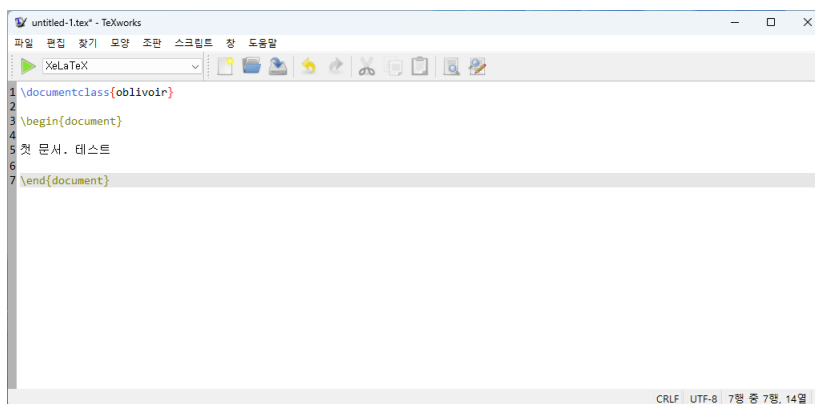 untitled-1.tex* - TeXworks
파일 편집 찾기 모양 조판 스크립트 창 도움말
XeLaTeX
1 \documentclass{oblivoir}
2
3 \begin{document}
4
5 첫 문서. 테스트
6
7 \end{document}
CRLF UTF-8 7행 중 7행, 14열